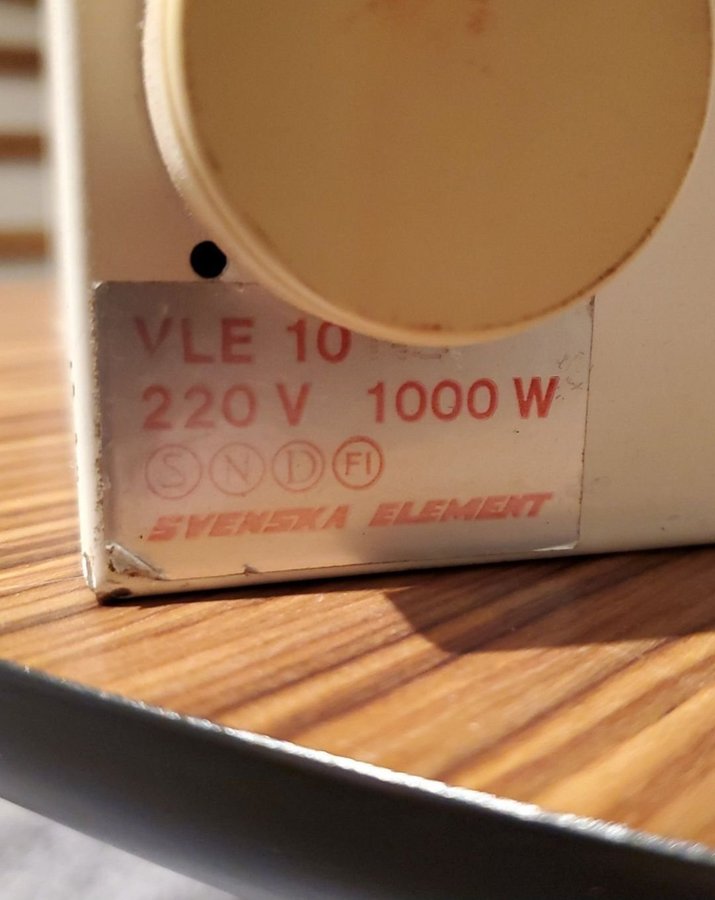 VLE 10
220 V 1000 W
S N D FI
SVENSKA ELEMENT